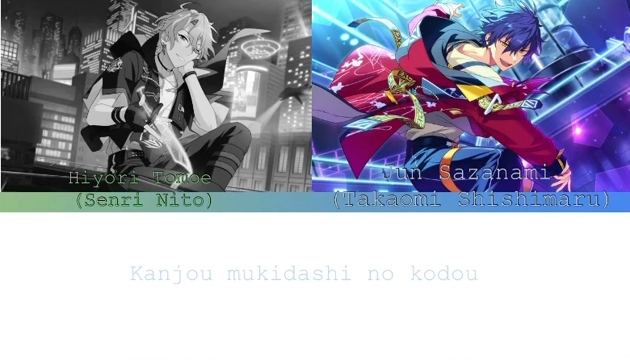 Hiyori Tomoe
(Senri Nito)
Jun Sazanami
(Takaomi Shishimaru)
Kanjou mukidashi no kodou